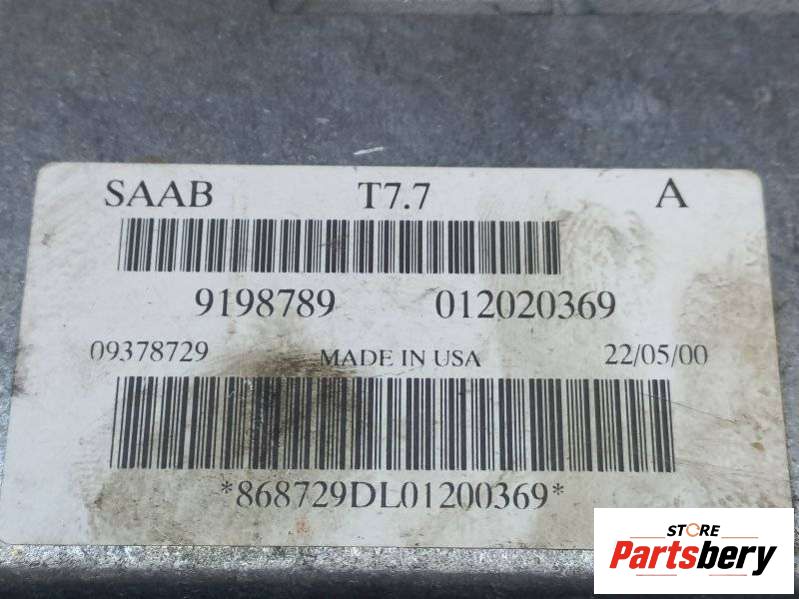 SAAB T7.7 A
9198789 012020369
09378729 MADE IN USA 22/05/00
*868729DL01200369*
STORE
Partsbery